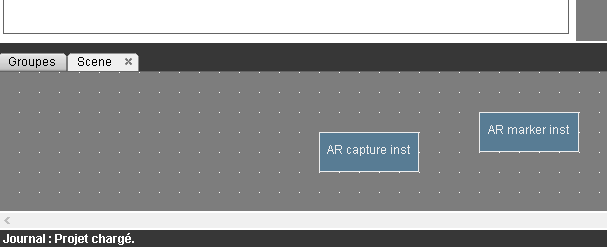 Groupes
Scene
AR marker inst
AR capture inst
Journal : Projet chargé.